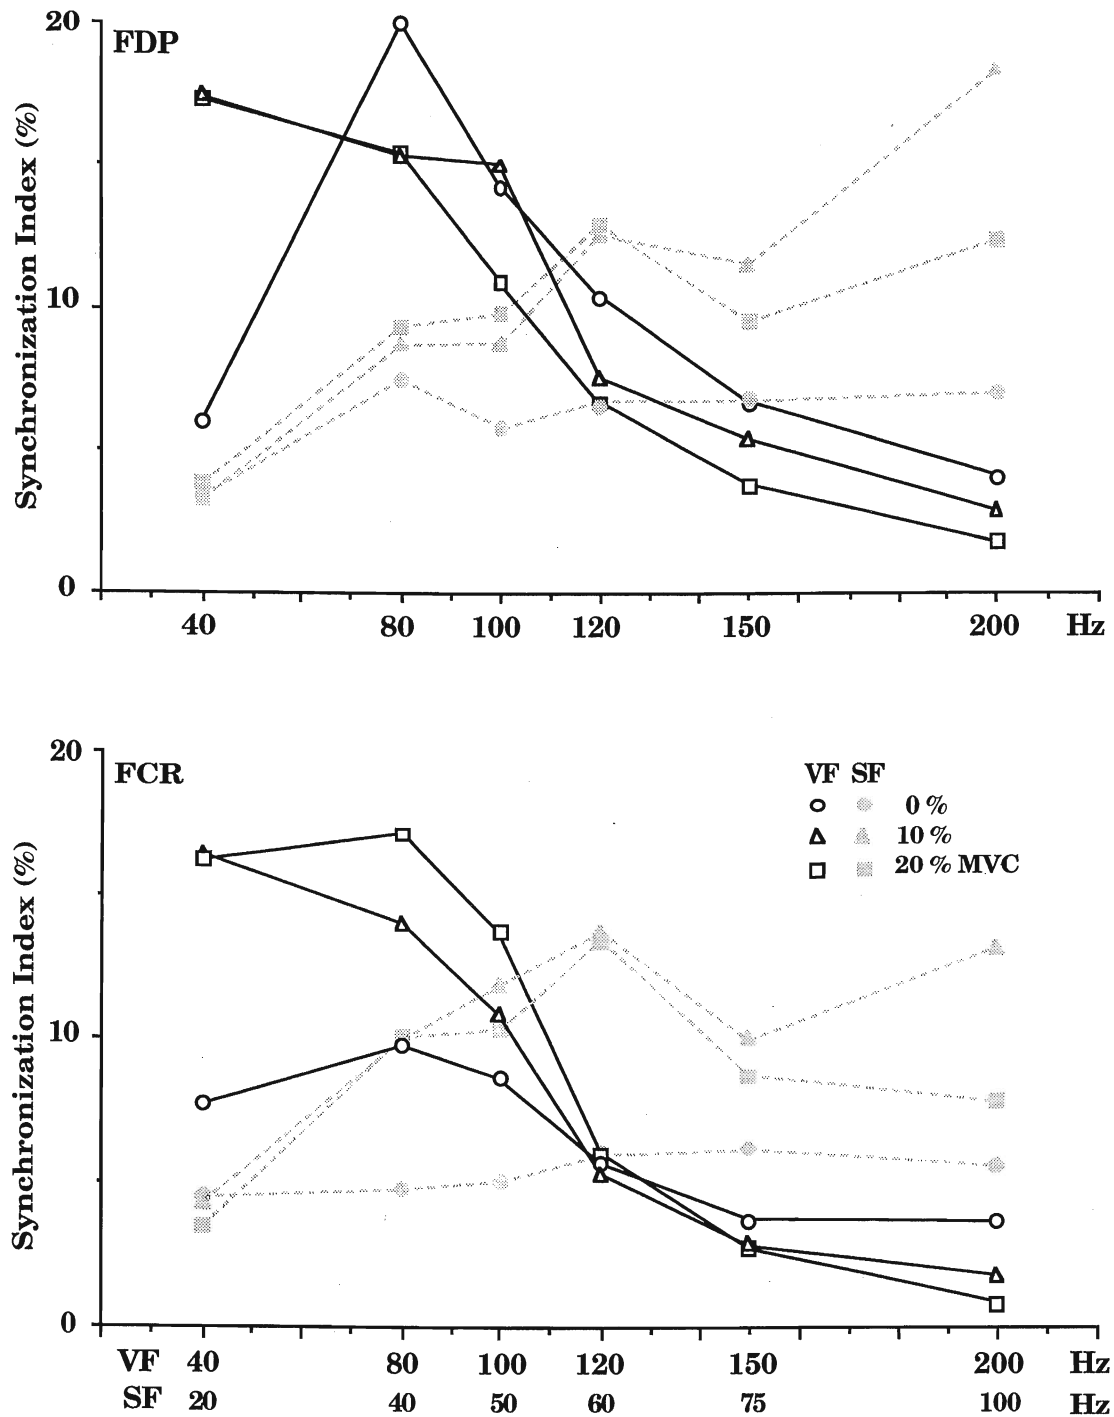 20
FDP
Synchronization Index (%)
10
0
40 80 100 120 150 200 Hz
20
FCR
VF SF
0 %
10 %
20 % MVC
Synchronization Index (%)
10
0
VF 40 80 100 120 150 200 Hz
SF 20 40 50 60 75 100 Hz